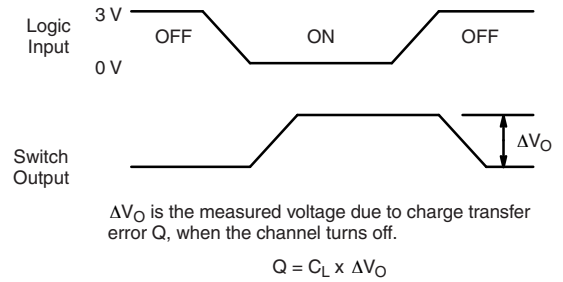 Logic
Input
3 V
OFF
ON
OFF
0 V
Switch
Output
ΔVO
ΔVO is the measured voltage due to charge transfer
error Q, when the channel turns off.
Q = CL x ΔVO